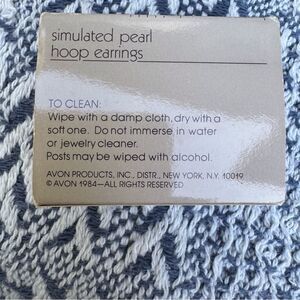 simulated pearl
hoop earrings
TO CLEAN:
Wipe with a damp cloth, dry with a
soft one. Do not immerse in water
or jewelry cleaner.
Posts may be wiped with alcohol.
AVON PRODUCTS, INC., DISTR., NEW YORK, N.Y. 10019
© AVON 1984—ALL RIGHTS RESERVED